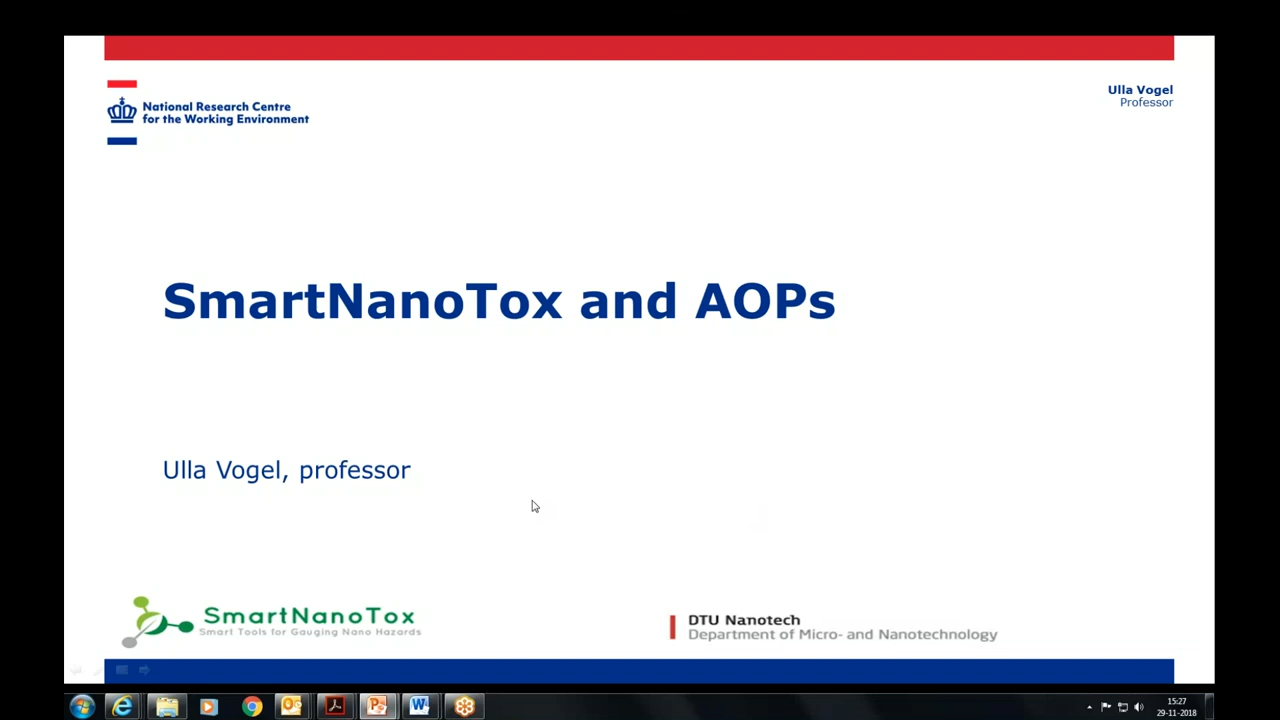 National Research Centre
for the Working Environment
Ulla Vogel
Professor
SmartNanoTox and AOPs
Ulla Vogel, professor
SmartNanoTox
Smart Tools for Gauging Nano Hazards
DTU Nanotech
Department of Micro- and Nanotechnology
15:27
29-11-2018